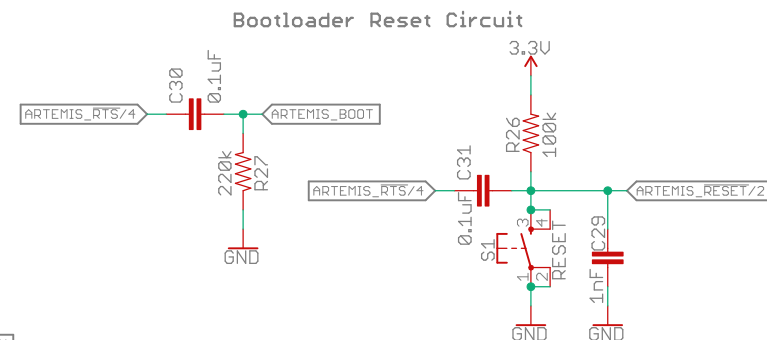 Bootloader Reset Circuit
3.3V
C30
0.1uF
ARTEMIS_RTS/4
ARTEMIS_BOOT
220k
R27
GND
R26
100k
C31
0.1uF
ARTEMIS_RTS/4
ARTEMIS_RESET/2
3
4
S1
RESET
1
2
C29
1nF
GND
GND